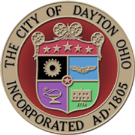 THE CITY OF DAYTON OHIO
INCORPORATED A.D. 1805